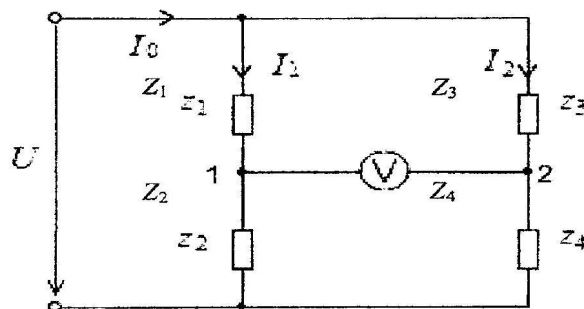 I₀ I₁ I₂
Z₁ z₁ Z₃ z₃
U
1 V 2
Z₂ Z₄
z₂ z₄